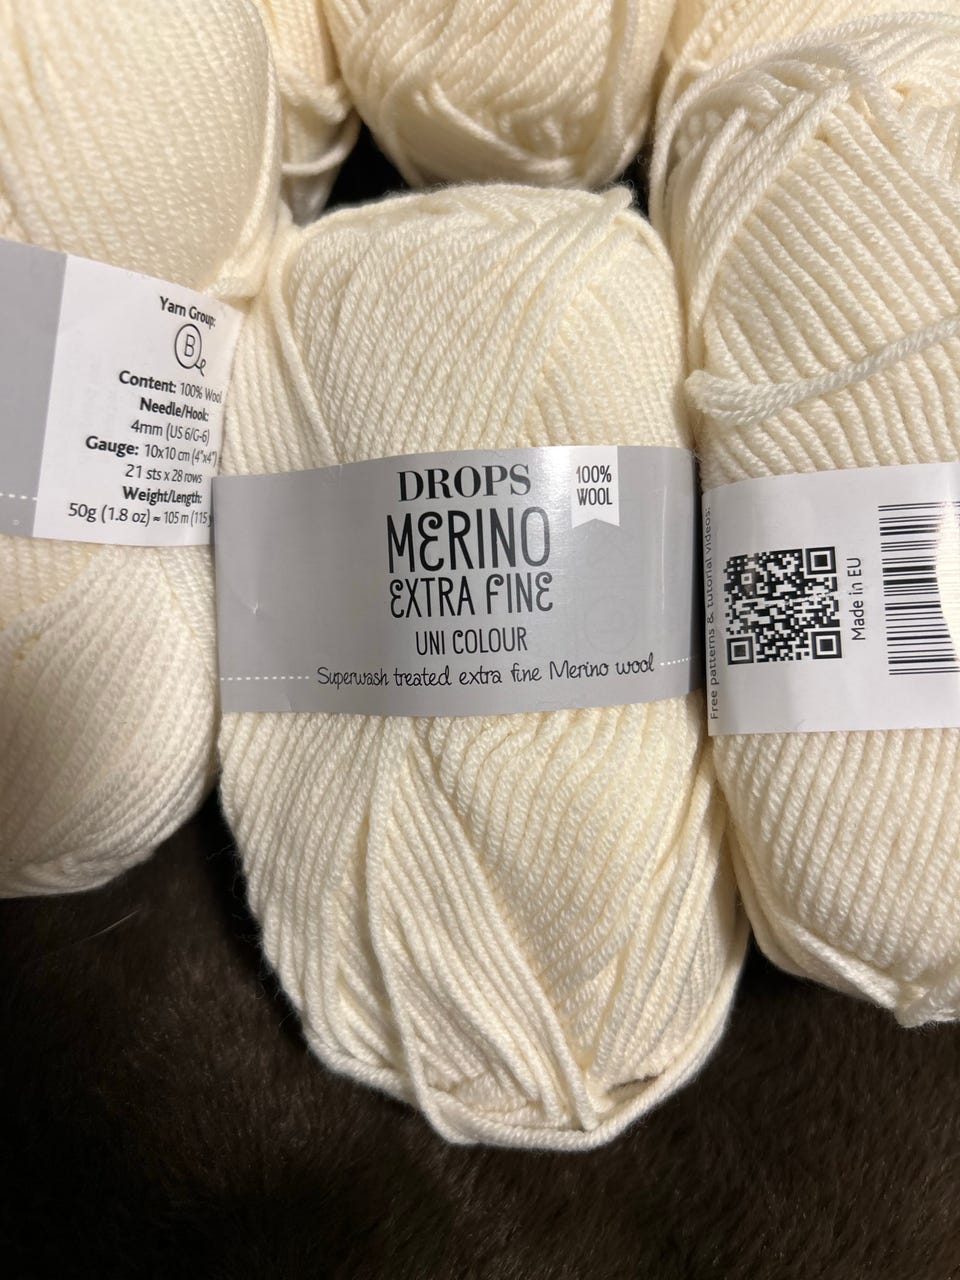 Yarn Group:
B
Content: 100% Wool
Needle/Hook:
4mm (US 6/G-6)
Gauge: 10x10 cm (4"x4")
21 sts x 28 rows
Weight/Length:
50g (1.8 oz) ≈ 105 m (115
DROPS
100%
WOOL
MERINO
EXTRA FINE
UNI COLOUR
Superwash treated extra fine Merino wool
Free patterns & tutorial videos:
Made in EU